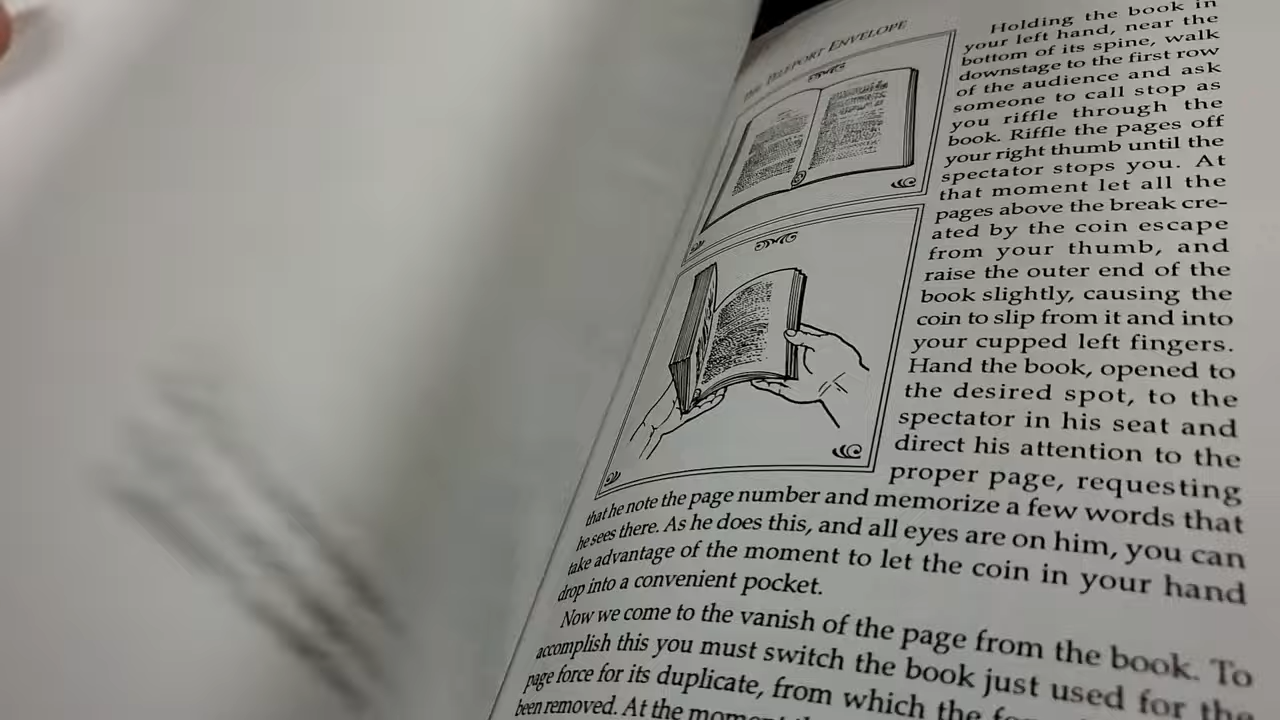 TELEPORT ENVELOPE
Holding the book in
your left hand, near the
bottom of its spine, walk
downstage to the first row
of the audience and ask
someone to call stop as
you riffle through the
book. Riffle the pages off
your right thumb until the
spectator stops you. At
that moment let all the
pages above the break cre-
ated by the coin escape
from your thumb, and
raise the outer end of the
book slightly, causing the
coin to slip from it and into
your cupped left fingers.
Hand the book, opened to
the desired spot, to the
spectator in his seat and
direct his attention to the
proper page, requesting
that he note the page number and memorize a few words that
he sees there. As he does this, and all eyes are on him, you can
take advantage of the moment to let the coin in your hand
drop into a convenient pocket.
Now we come to the vanish of the page from the book. To
accomplish this you must switch the book just used for the
page force for its duplicate, from which the
been removed. At the moment